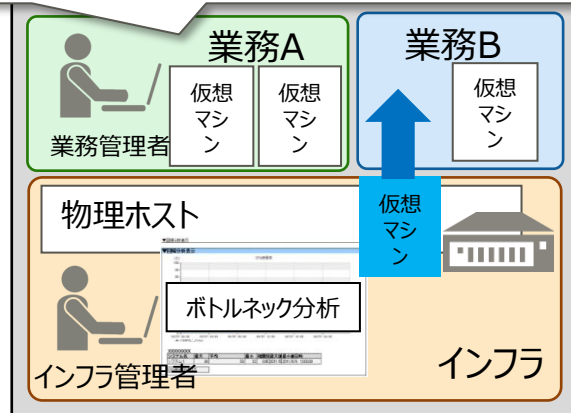 業務A
業務B
仮想
マシ
ン
仮想
マシ
ン
仮想
マシ
ン
業務管理者
物理ホスト
仮想
マシ
ン
ボトルネック分析
インフラ管理者
インフラ